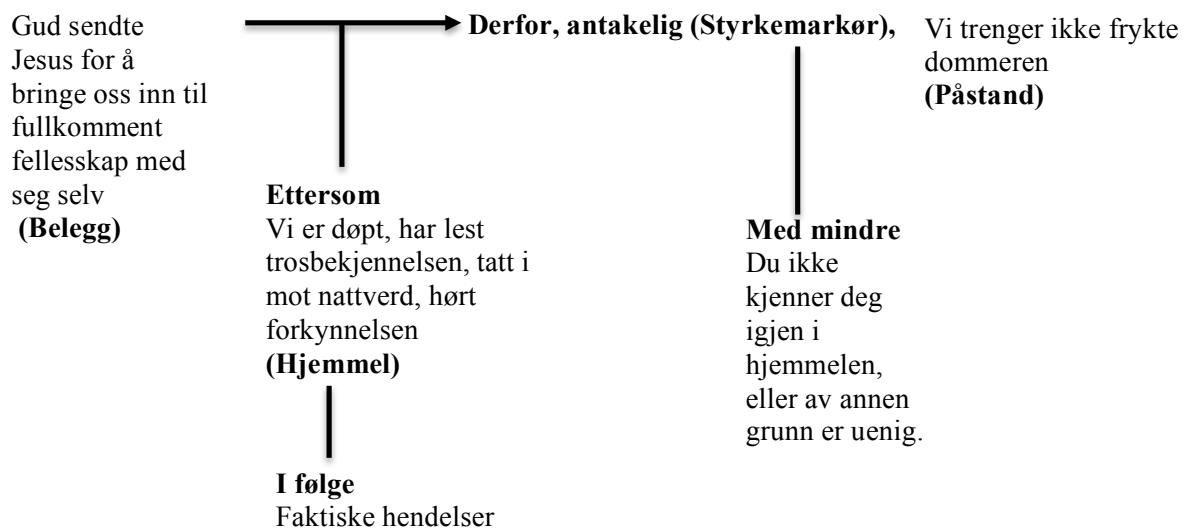 Gud sendte
Jesus for å
bringe oss inn til
fullkomment
fellesskap med
seg selv
(Belegg)
Derfor, antakelig (Styrkemarkør),
Vi trenger ikke frykte
dommeren
(Påstand)
Ettersom
Vi er døpt, har lest
trosbekjennelsen, tatt i
mot nattverd, hørt
forkynnelsen
(Hjemmel)
Med mindre
Du ikke
kjenner deg
igjen i
hjemmelen,
eller av annen
grunn er uenig.
I følge
Faktiske hendelser